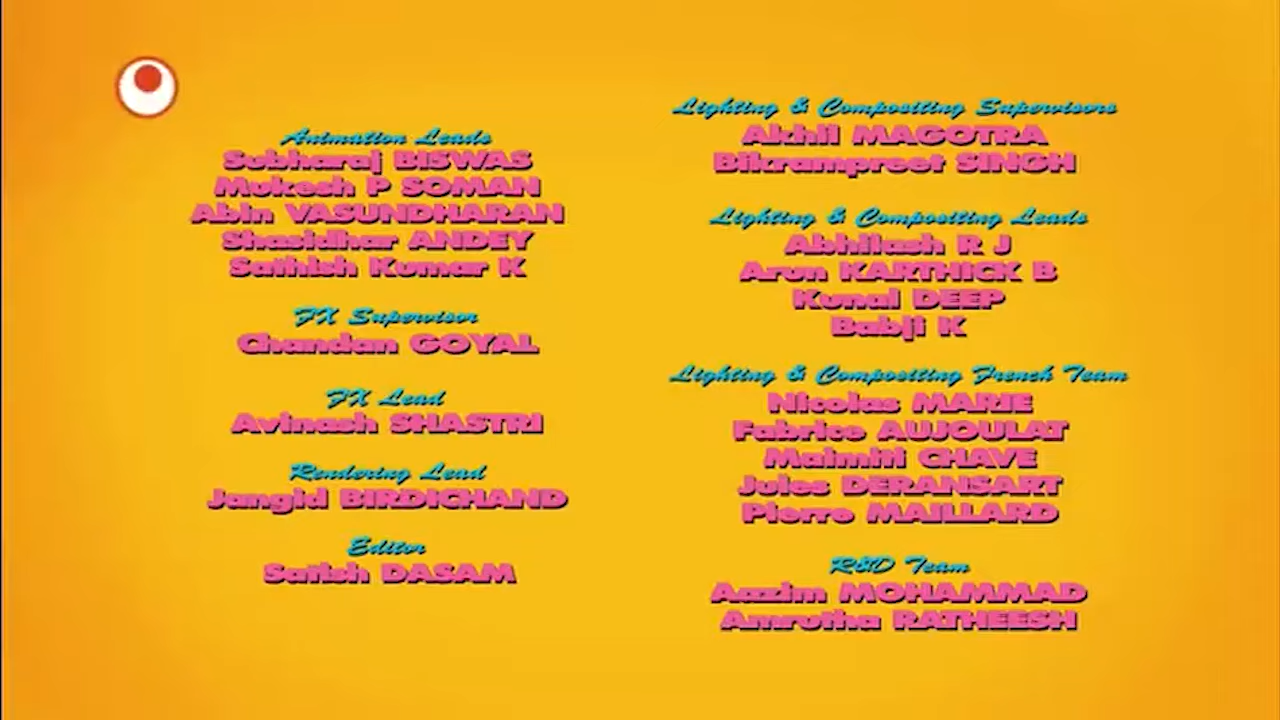 Animation Leads
Subharaj BISWAS
Mukesh P SOMAN
Abin VASUNDHARAN
Shasidhar ANDEY
Sathish Kumar K
FX Supervisor
Chandan GOYAL
FX Lead
Avinash SHASTRI
Rendering Lead
Jangid BIRDICHAND
Editor
Satish DASAM
Lighting & Compositing Supervisors
Akhil MAGOTRA
Bikrampreet SINGH
Lighting & Compositing Leads
Abhilash R J
Arun KARTHICK B
Kunal DEEP
Babji K
Lighting & Compositing French Team
Nicolas MARIE
Fabrice AUJOULAT
Maimiti CHAVE
Jules DERANSART
Pierre MAILLARD
R&D Team
Aazim MOHAMMAD
Amrutha RATHEESH